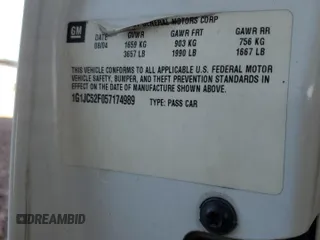 GM
GENERAL MOTORS CORP
DATE GVWR GAWR FRT GAWR RR
08/04 1659 KG 903 KG 756 KG
3657 LB 1990 LB 1667 LB
THIS VEHICLE CONFORMS TO ALL APPLICABLE U.S. FEDERAL MOTOR
VEHICLE SAFETY, BUMPER, AND THEFT PREVENTION STANDARDS IN
EFFECT ON THE DATE OF MANUFACTURE SHOWN ABOVE.
1G1JC52F057174989 TYPE: PASS CAR
DREAMBID